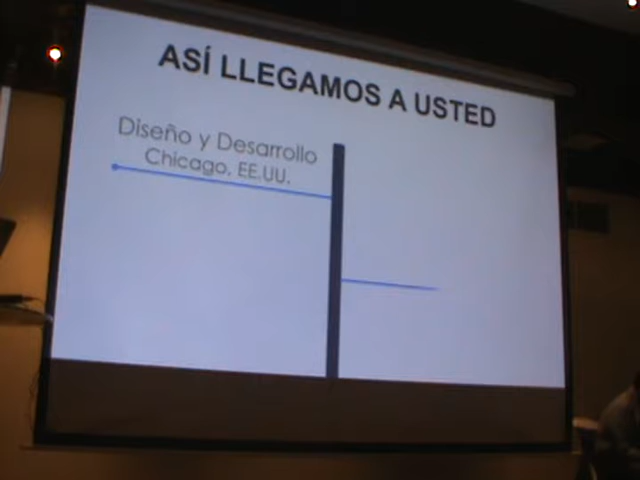 ASÍ LLEGAMOS A USTED
Diseño y Desarrollo
Chicago, EE.UU.